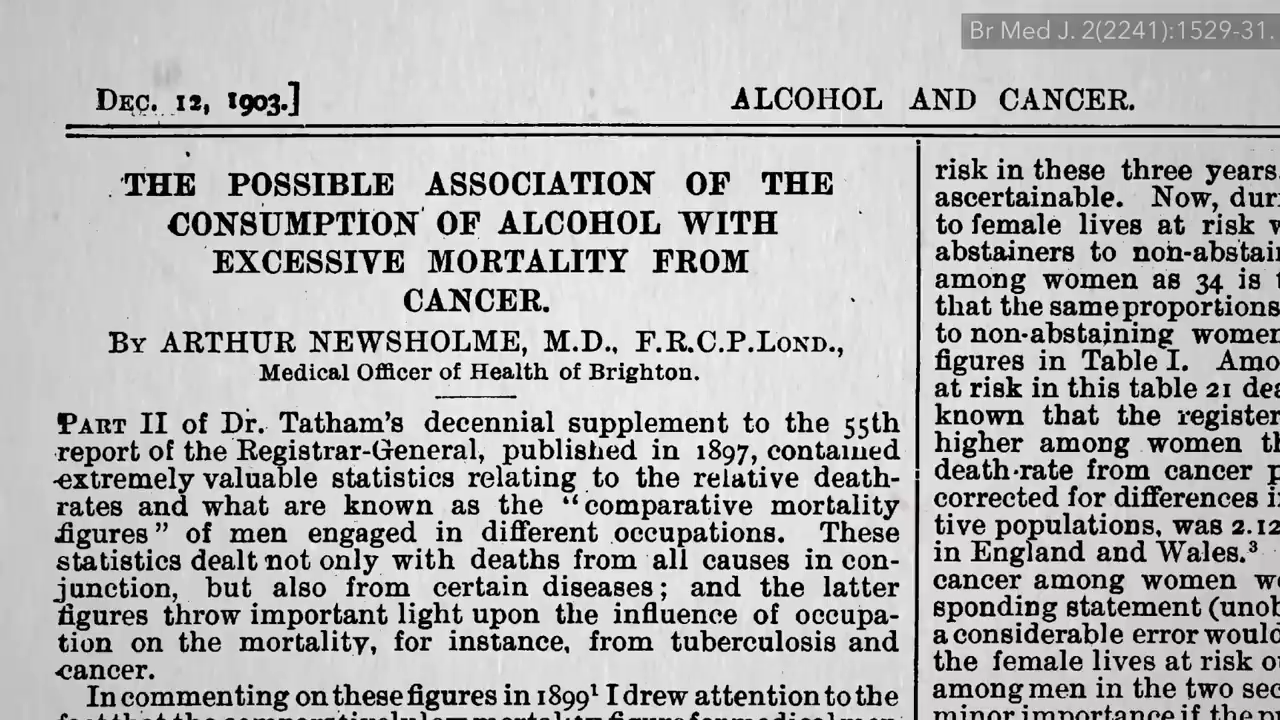 Br Med J. 2(2241):1529-31.
DEC. 12, 1903.]
ALCOHOL AND CANCER.
THE POSSIBLE ASSOCIATION OF THE
CONSUMPTION OF ALCOHOL WITH
EXCESSIVE MORTALITY FROM
CANCER.
BY ARTHUR NEWSHOLME, M.D., F.R.C.P.LOND.,
Medical Officer of Health of Brighton.
PART II of Dr. Tatham's decennial supplement to the 55th
report of the Registrar-General, published in 1897, contained
extremely valuable statistics relating to the relative death-
rates and what are known as the "comparative mortality
figures" of men engaged in different occupations. These
statistics dealt not only with deaths from all causes in con-
junction, but also from certain diseases; and the latter
figures throw important light upon the influence of occupa-
tion on the mortality, for instance, from tuberculosis and
cancer.
In commenting on these figures in 1899¹ I drew attention to the
risk in these three years
ascertainable. Now,
to female lives at risk
abstainers to
among women as 34 is
that the same proportions
to non-abstaining women
figures in Table I.
at risk in this table 21
known that the
higher among women
death-rate from cancer
corrected for differences
tive populations, was 2.12
in England and Wales.³
cancer among women
sponding statement
a considerable error would
the female lives at risk
among men in the two
minor importance if the